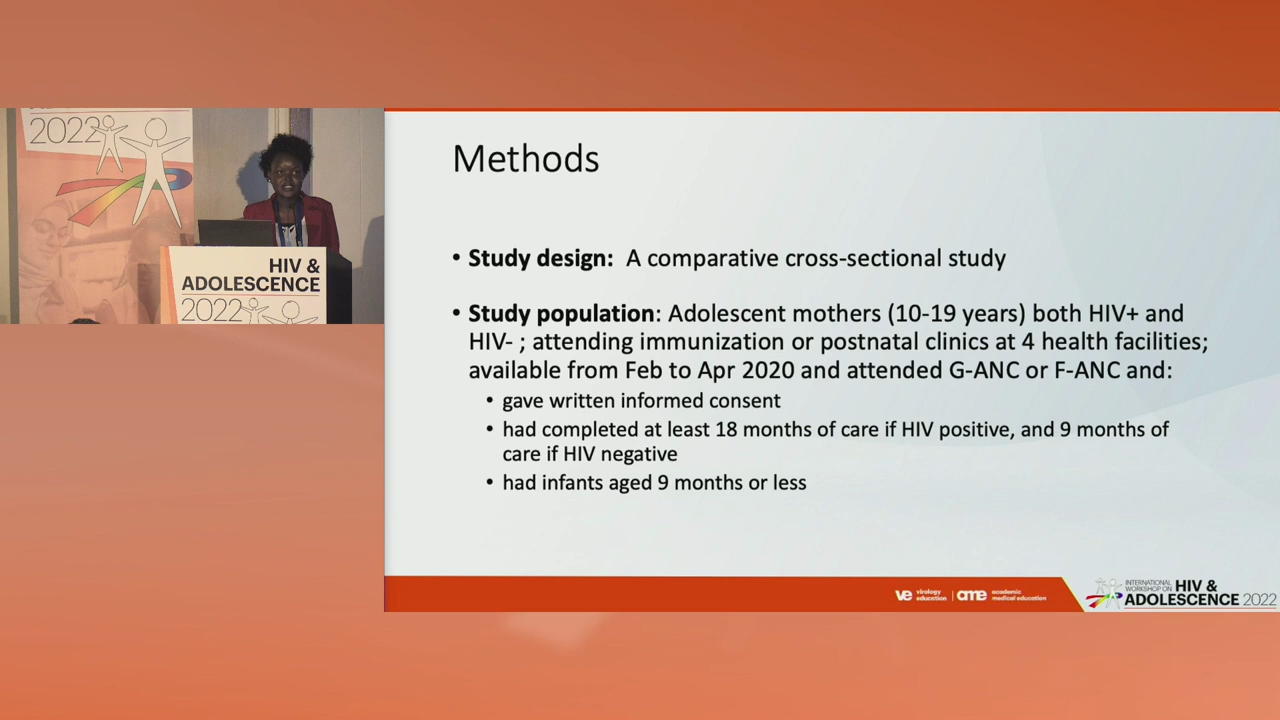 2022
HIV &
ADOLESCENCE
2022
Methods
• Study design: A comparative cross-sectional study
• Study population: Adolescent mothers (10-19 years) both HIV+ and
HIV- ; attending immunization or postnatal clinics at 4 health facilities;
available from Feb to Apr 2020 and attended G-ANC or F-ANC and:
• gave written informed consent
• had completed at least 18 months of care if HIV positive, and 9 months of
care if HIV negative
• had infants aged 9 months or less
ve virology education | ame academic medical education
INTERNATIONAL WORKSHOP ON HIV &
ADOLESCENCE 2022